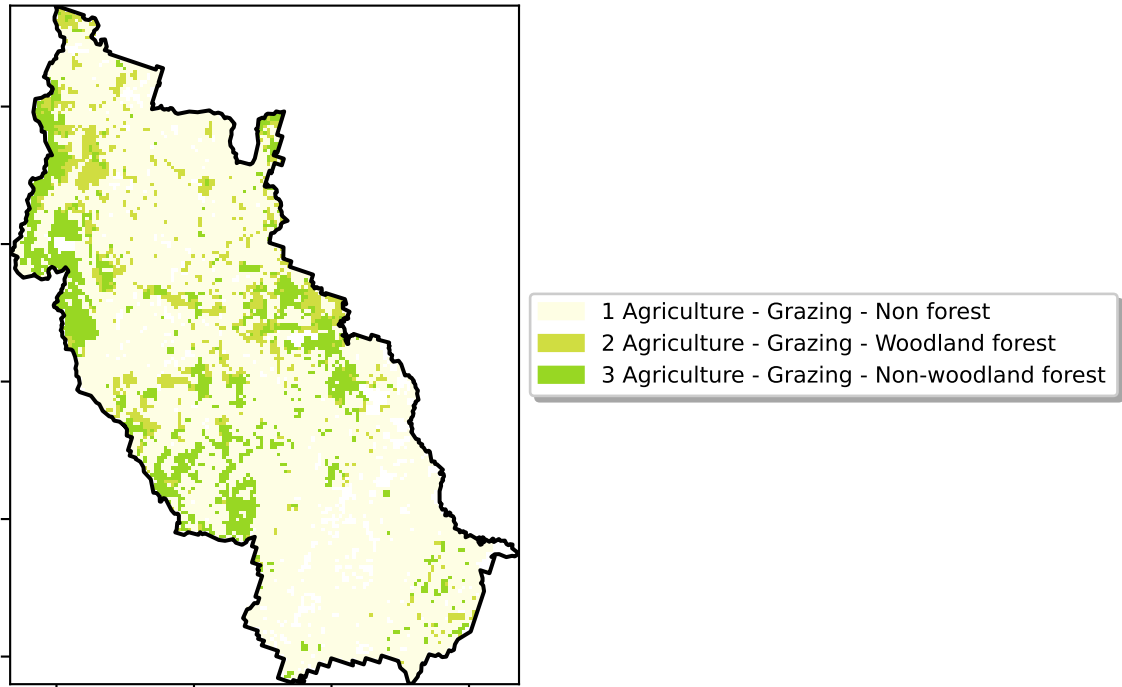 1 Agriculture - Grazing - Non forest
2 Agriculture - Grazing - Woodland forest
3 Agriculture - Grazing - Non-woodland forest